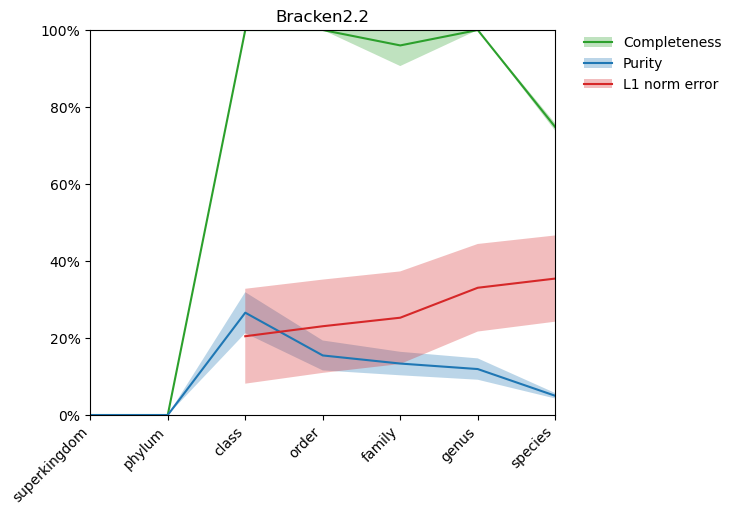 Bracken2.2
100%
80%
60%
40%
20%
0%
superkingdom
phylum
class
order
family
genus
species
Completeness
Purity
L1 norm error